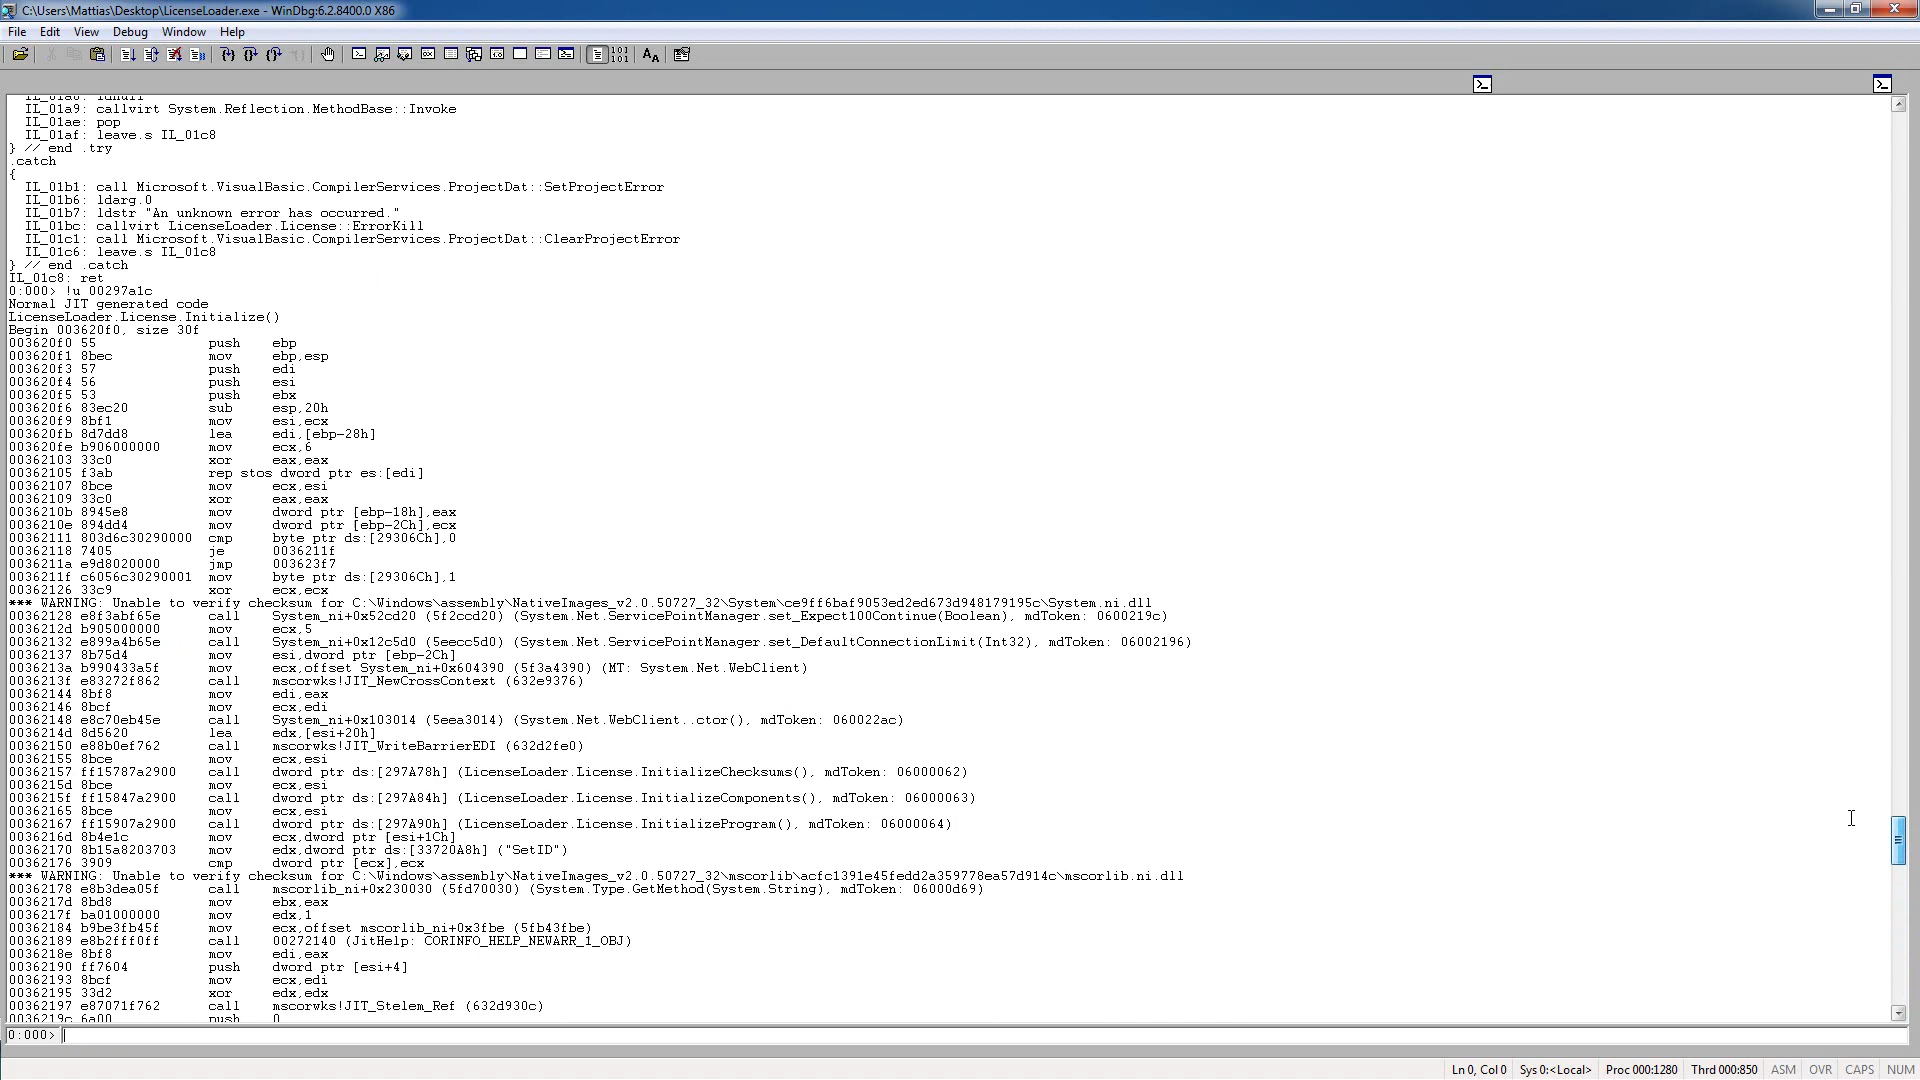 C:\Users\Mattias\Desktop\LicenseLoader.exe - WinDbg:6.2.8400.0 X86
File Edit View Debug Window Help
IL_01a8: ldnull
IL_01a9: callvirt System.Reflection.MethodBase::Invoke
IL_01ae: pop
IL_01af: leave.s IL_01c8
} // end .try
.catch
{
IL_01b1: call Microsoft.VisualBasic.CompilerServices.ProjectDat::SetProjectError
IL_01b6: ldarg.0
IL_01b7: ldstr "An unknown error has occurred."
IL_01bc: callvirt LicenseLoader.License::ErrorKill
IL_01c1: call Microsoft.VisualBasic.CompilerServices.ProjectDat::ClearProjectError
IL_01c6: leave.s IL_01c8
} // end .catch
IL_01c8: ret
0:000> !u 00297a1c
Normal JIT generated code
LicenseLoader.License.Initialize()
Begin 003620f0, size 30f
003620f0 55 push ebp
003620f1 8bec mov ebp,esp
003620f3 57 push edi
003620f4 56 push esi
003620f5 53 push ebx
003620f6 83ec20 sub esp,20h
003620f9 8bf1 mov esi,ecx
003620fb 8d7dd8 lea edi,[ebp-28h]
003620fe b906000000 mov ecx,6
00362103 33c0 xor eax,eax
00362105 f3ab rep stos dword ptr es:[edi]
00362107 8bce mov ecx,esi
00362109 33c0 xor eax,eax
0036210b 8945e8 mov dword ptr [ebp-18h],eax
0036210e 894dd4 mov dword ptr [ebp-2Ch],ecx
00362111 803d6c30290000 cmp byte ptr ds:[29306Ch],0
00362118 7405 je 0036211f
0036211a e9d8020000 jmp 003623f7
0036211f c6056c30290001 mov byte ptr ds:[29306Ch],1
00362126 33c9 xor ecx,ecx
*** WARNING: Unable to verify checksum for C:\Windows\assembly\NativeImages_v2.0.50727_32\System\ce9ff6baf9053ed2ed673d948179195c\System.ni.dll
00362128 e8f3abf65e call System_ni+0x52cd20 (5f2ccd20) (System.Net.ServicePointManager.set_Expect100Continue(Boolean), mdToken: 0600219c)
0036212d b905000000 mov ecx,5
00362132 e899a4b65e call System_ni+0x12c5d0 (5eecc5d0) (System.Net.ServicePointManager.set_DefaultConnectionLimit(Int32), mdToken: 06002196)
00362137 8b75d4 mov esi,dword ptr [ebp-2Ch]
0036213a b990433a5f mov ecx,offset System_ni+0x604390 (5f3a4390) (MT: System.Net.WebClient)
0036213f e83272f862 call mscorwks!JIT_NewCrossContext (632e9376)
00362144 8bf8 mov edi,eax
00362146 8bcf mov ecx,edi
00362148 e8c70eb45e call System_ni+0x103014 (5eea3014) (System.Net.WebClient..ctor(), mdToken: 060022ac)
0036214d 8d5620 lea edx,[esi+20h]
00362150 e88b0ef762 call mscorwks!JIT_WriteBarrierEDI (632d2fe0)
00362155 8bce mov ecx,esi
00362157 ff15787a2900 call dword ptr ds:[297A78h] (LicenseLoader.License.InitializeChecksums(), mdToken: 06000062)
0036215d 8bce mov ecx,esi
0036215f ff15847a2900 call dword ptr ds:[297A84h] (LicenseLoader.License.InitializeComponents(), mdToken: 06000063)
00362165 8bce mov ecx,esi
00362167 ff15907a2900 call dword ptr ds:[297A90h] (LicenseLoader.License.InitializeProgram(), mdToken: 06000064)
0036216d 8b4e1c mov ecx,dword ptr [esi+1Ch]
00362170 8b15a8203703 mov edx,dword ptr ds:[33720A8h] ("SetID")
00362176 3909 cmp dword ptr [ecx],ecx
*** WARNING: Unable to verify checksum for C:\Windows\assembly\NativeImages_v2.0.50727_32\mscorlib\acfc1391e45fedd2a359778ea57d914c\mscorlib.ni.dll
00362178 e8b3dea05f call mscorlib_ni+0x230030 (5fd70030) (System.Type.GetMethod(System.String), mdToken: 06000d69)
0036217d 8bd8 mov ebx,eax
0036217f ba01000000 mov edx,1
00362184 b9be3fb45f mov ecx,offset mscorlib_ni+0x3fbe (5fb43fbe)
00362189 e8b2fff0ff call 00272140 (JitHelp: CORINFO_HELP_NEWARR_1_OBJ)
0036218e 8bf8 mov edi,eax
00362190 ff7604 push dword ptr [esi+4]
00362193 8bcf mov ecx,edi
00362195 33d2 xor edx,edx
00362197 e87071f762 call mscorwks!JIT_Stelem_Ref (632d930c)
0036219c 6a00 push 0
0:000>
Ln 0, Col 0 Sys 0:<Local> Proc 000:1280 Thrd 000:850 ASM OVR CAPS NUM